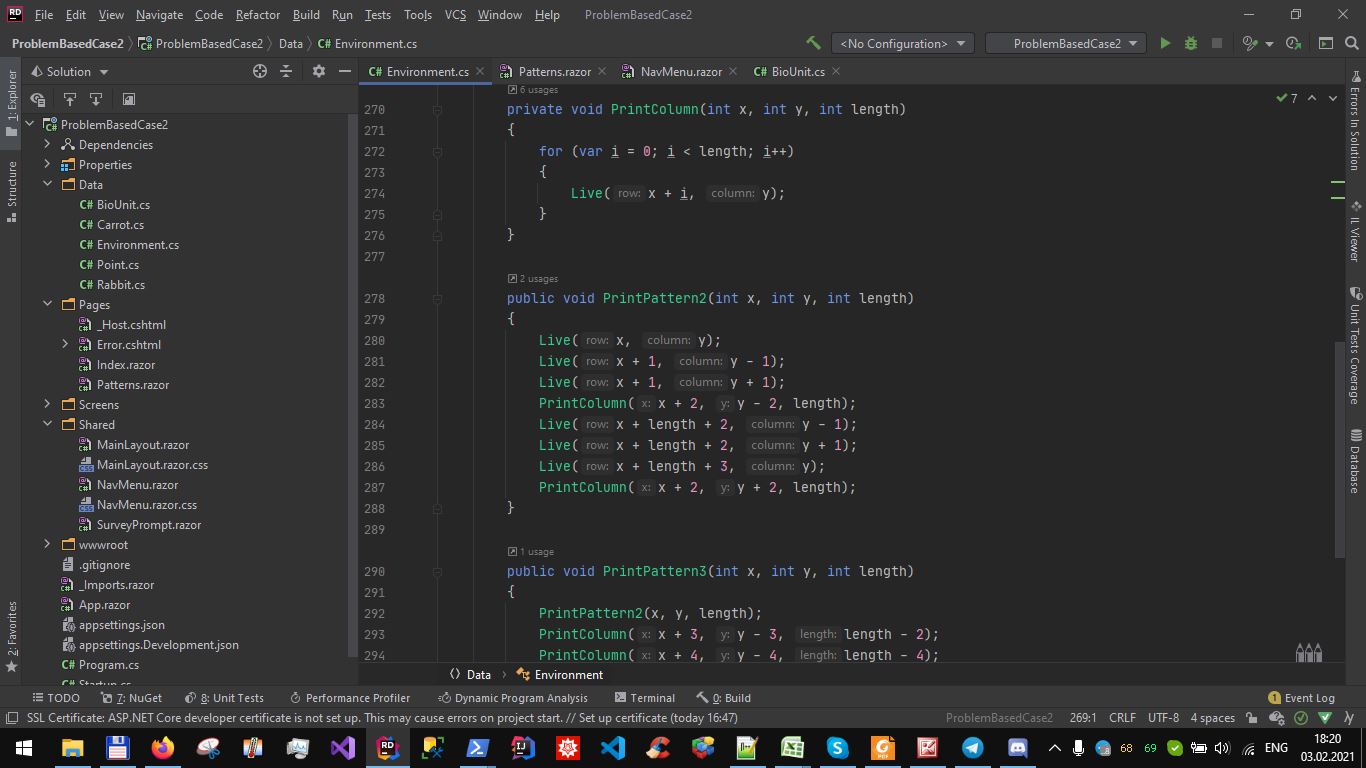 File Edit View Navigate Code Refactor Build Run Tests Tools VCS Window Help ProblemBasedCase2
ProblemBasedCase2 ProblemBasedCase2 Data C# Environment.cs <No Configuration> ProblemBasedCase2
Solution
C# Environment.cs Patterns.razor NavMenu.razor C# BioUnit.cs
1: Explorer
Structure
2: Favorites
ProblemBasedCase2
Dependencies
Properties
Data
C# BioUnit.cs
C# Carrot.cs
C# Environment.cs
C# Point.cs
C# Rabbit.cs
Pages
_Host.cshtml
Error.cshtml
Index.razor
Patterns.razor
Screens
Shared
MainLayout.razor
MainLayout.razor.css
NavMenu.razor
NavMenu.razor.css
SurveyPrompt.razor
wwwroot
.gitignore
_Imports.razor
App.razor
appsettings.json
appsettings.Development.json
C# Program.cs
C# Startup.cs
6 usages
7
270 private void PrintColumn(int x, int y, int length)
271 {
272 for (var i = 0; i < length; i++)
273 {
274 Live(row: x + i, column: y);
275 }
276 }
277
2 usages
278 public void PrintPattern2(int x, int y, int length)
279 {
280 Live(row: x, column: y);
281 Live(row: x + 1, column: y - 1);
282 Live(row: x + 1, column: y + 1);
283 PrintColumn(x: x + 2, y: y - 2, length);
284 Live(row: x + length + 2, column: y - 1);
285 Live(row: x + length + 2, column: y + 1);
286 Live(row: x + length + 3, column: y);
287 PrintColumn(x: x + 2, y: y + 2, length);
288 }
289
1 usage
290 public void PrintPattern3(int x, int y, int length)
291 {
292 PrintPattern2(x, y, length);
293 PrintColumn(x: x + 3, y: y - 3, length: length - 2);
294 PrintColumn(x: x + 4, y: y - 4, length: length - 4);
Errors In Solution
IL Viewer
Unit Tests Coverage
Database
Data Environment
TODO 7: NuGet 8: Unit Tests Performance Profiler Dynamic Program Analysis Terminal 0: Build 1 Event Log
SSL Certificate: ASP.NET Core developer certificate is not set up. This may cause errors on project start. // Set up certificate (today 16:47) ProblemBasedCase2 269:1 CRLF UTF-8 4 spaces
68 69 ENG 18:20
03.02.2021